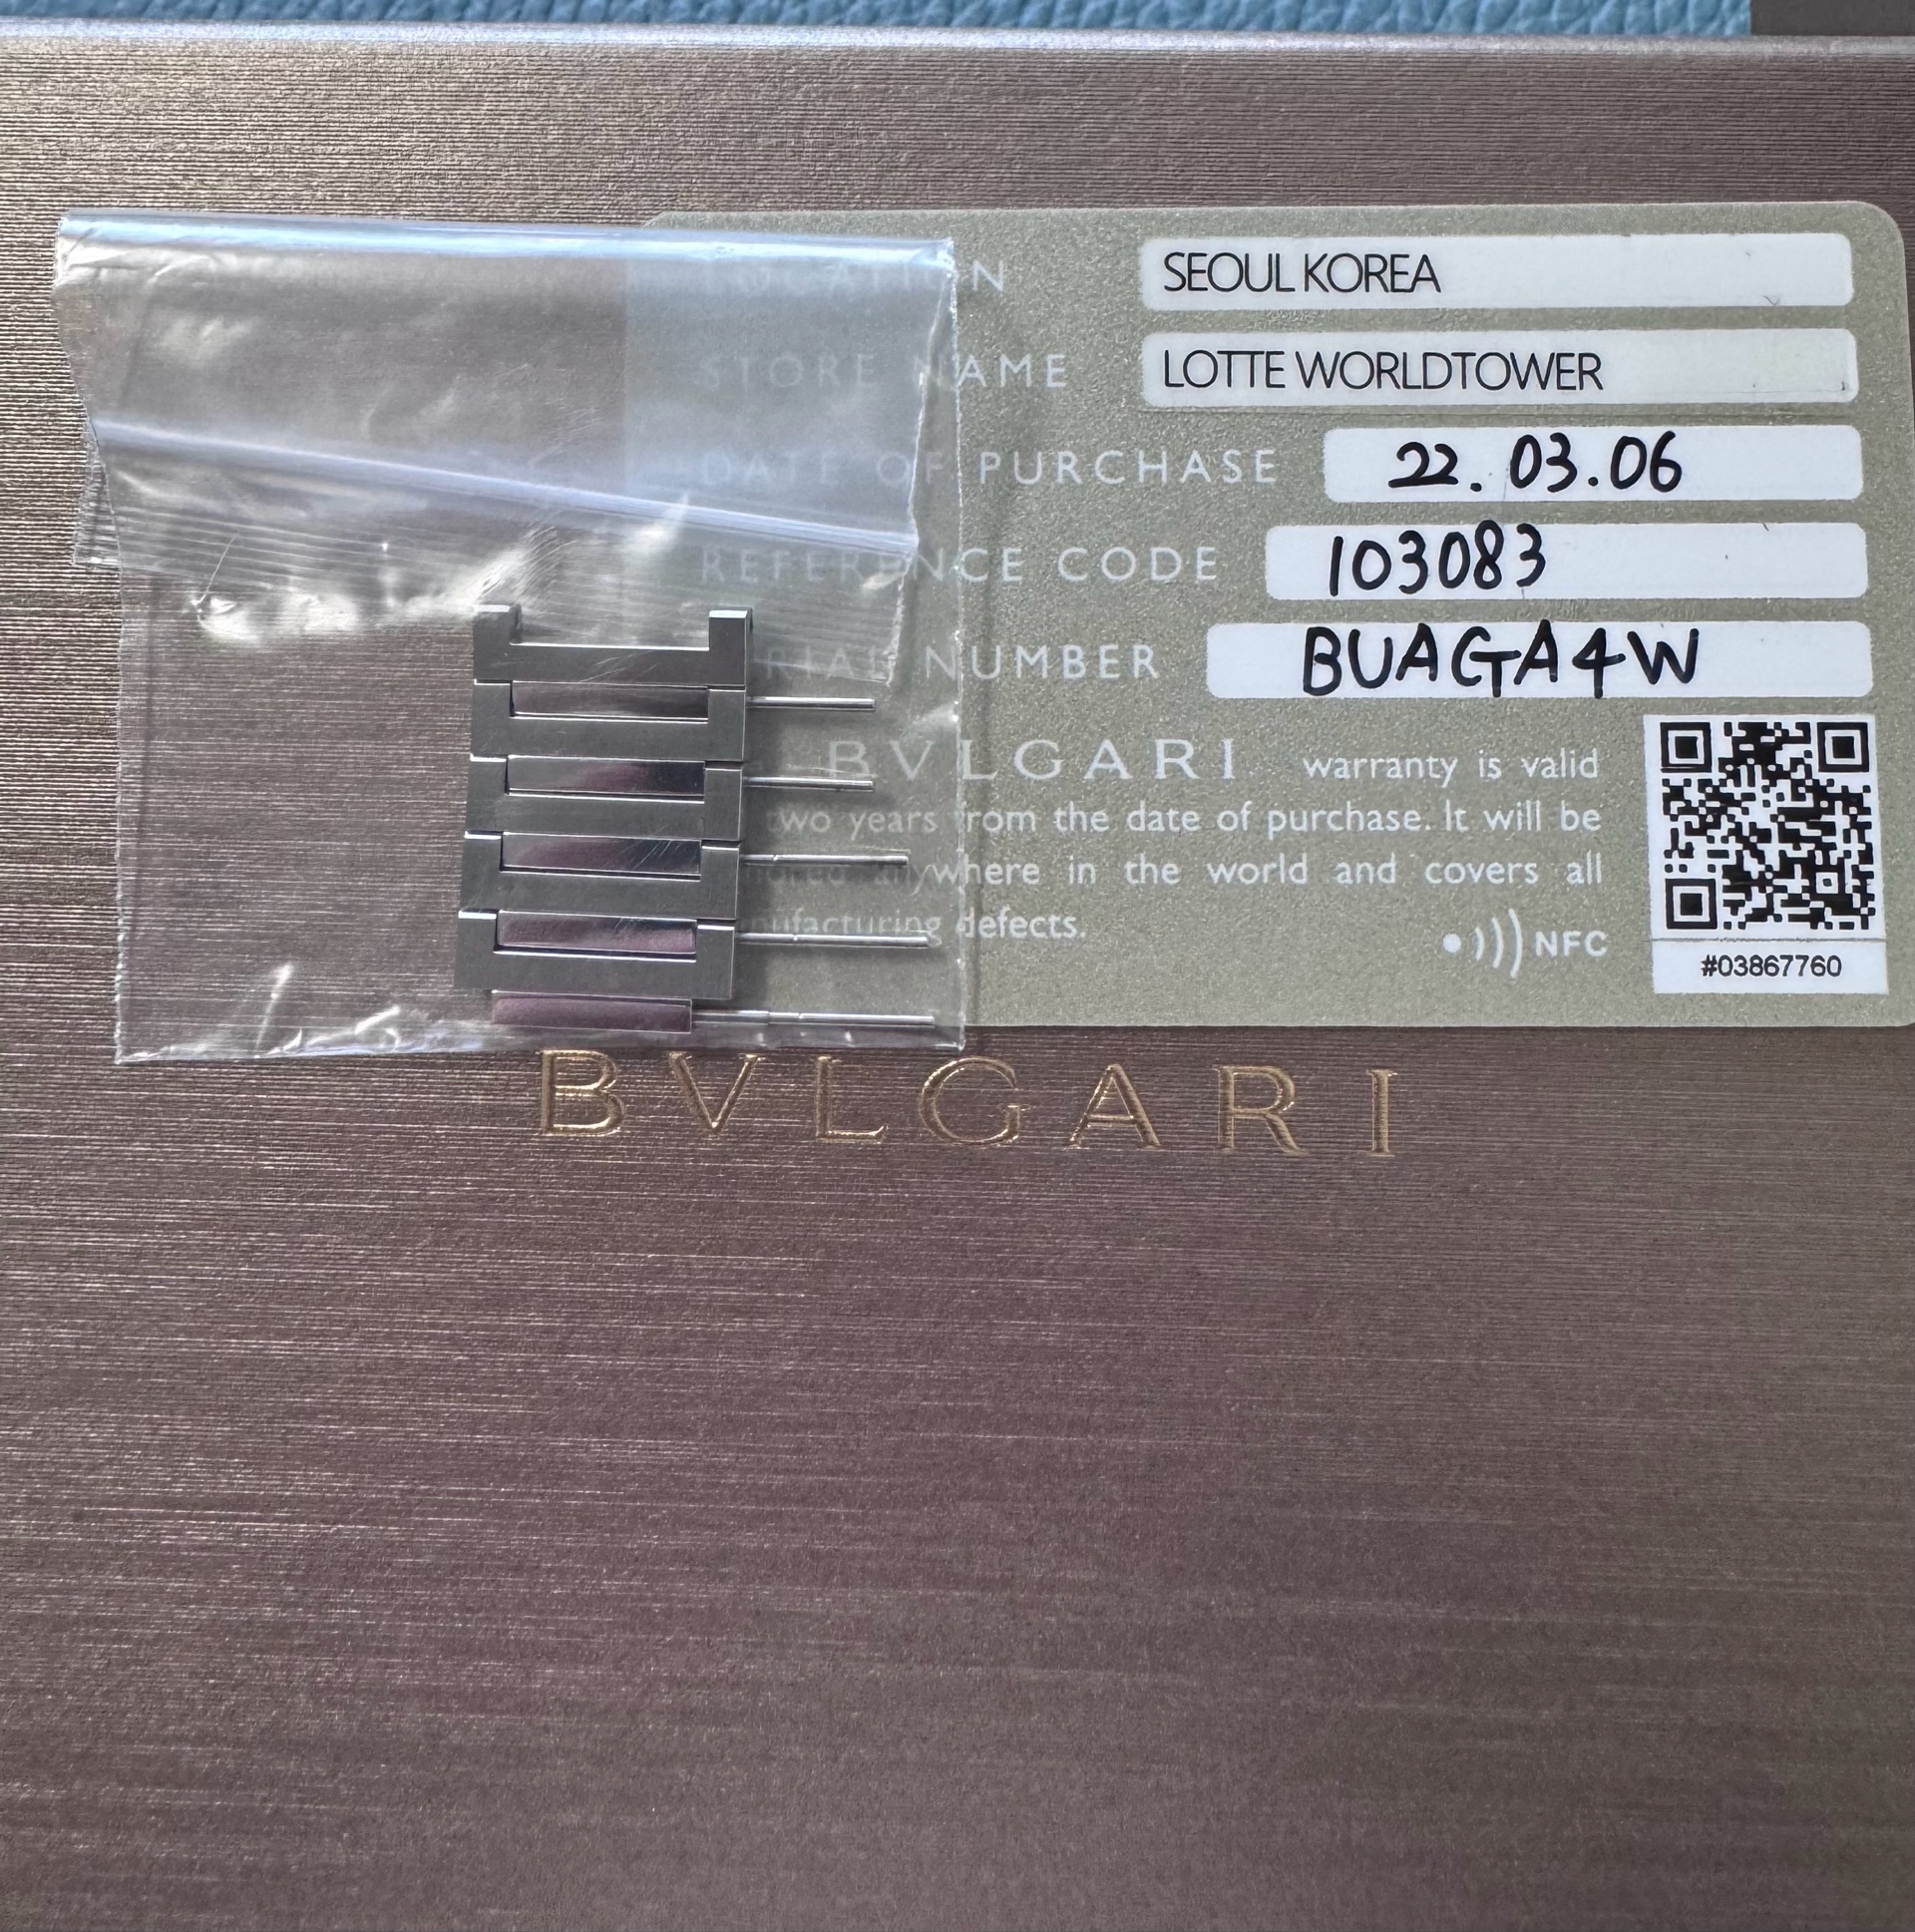 LOCATION SEOUL KOREA
STORE NAME LOTTE WORLDTOWER
DATE OF PURCHASE 22.03.06
REFERENCE CODE 103083
SERIAL NUMBER BUAGA4W
BVLGARI warranty is valid
two years from the date of purchase. It will be
anywhere in the world and covers all
manufacturing defects.
NFC
#03867760
BVLGARI